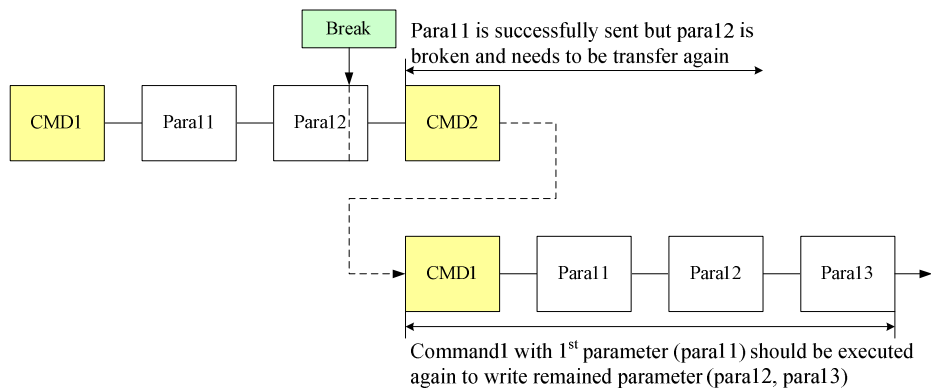 Break
Para11 is successfully sent but para12 is
broken and needs to be transfer again
CMD1
Para11
Para12
CMD2
CMD1
Para11
Para12
Para13
Command1 with 1st parameter (para11) should be executed
again to write remained parameter (para12, para13)